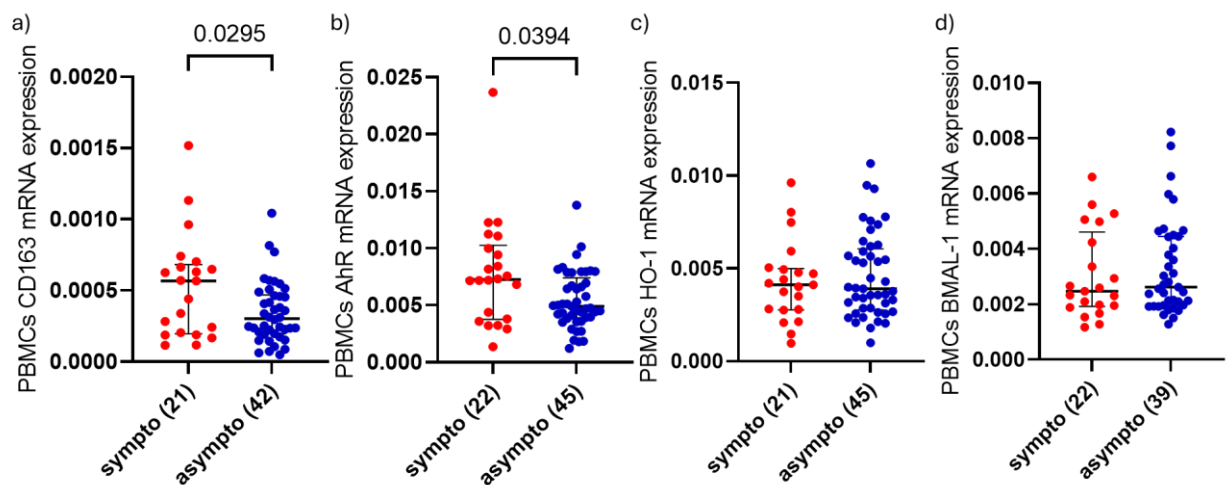 a)
0.0295
PBMCs CD163 mRNA expression
0.0020
0.0015
0.0010
0.0005
0.0000
sympto (21)
asympto (42)
b)
0.0394
PBMCs AhR mRNA expression
0.025
0.020
0.015
0.010
0.005
0.000
sympto (22)
asympto (45)
c)
PBMCs HO-1 mRNA expression
0.015
0.010
0.005
0.000
sympto (21)
asympto (45)
d)
PBMCs BMAL-1 mRNA expression
0.010
0.008
0.006
0.004
0.002
0.000
sympto (22)
asympto (39)